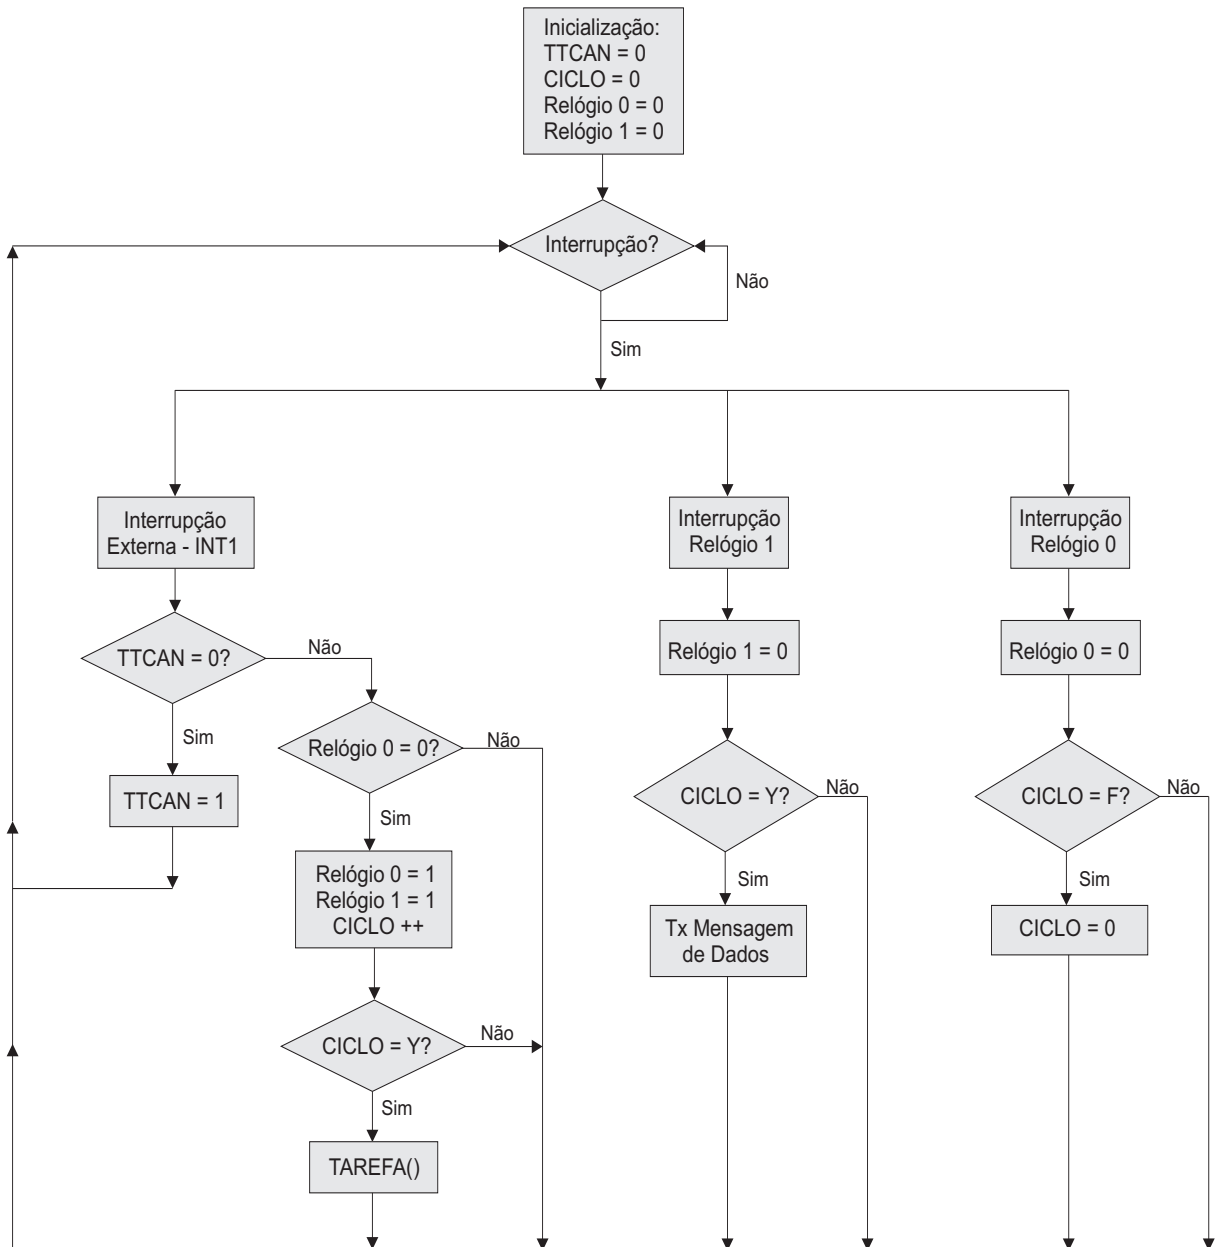 Inicialização:
TTCAN = 0
CICLO = 0
Relógio 0 = 0
Relógio 1 = 0
Interrupção?
Não
Sim
Interrupção
Externa - INT1
Interrupção
Relógio 1
Interrupção
Relógio 0
TTCAN = 0?
Não
Relógio 1 = 0
Relógio 0 = 0
Sim
Relógio 0 = 0?
Não
TTCAN = 1
CICLO = Y?
Não
CICLO = F?
Não
Sim
Relógio 0 = 1
Relógio 1 = 1
CICLO ++
Sim
Tx Mensagem
de Dados
Sim
CICLO = 0
CICLO = Y?
Não
Sim
TAREFA()